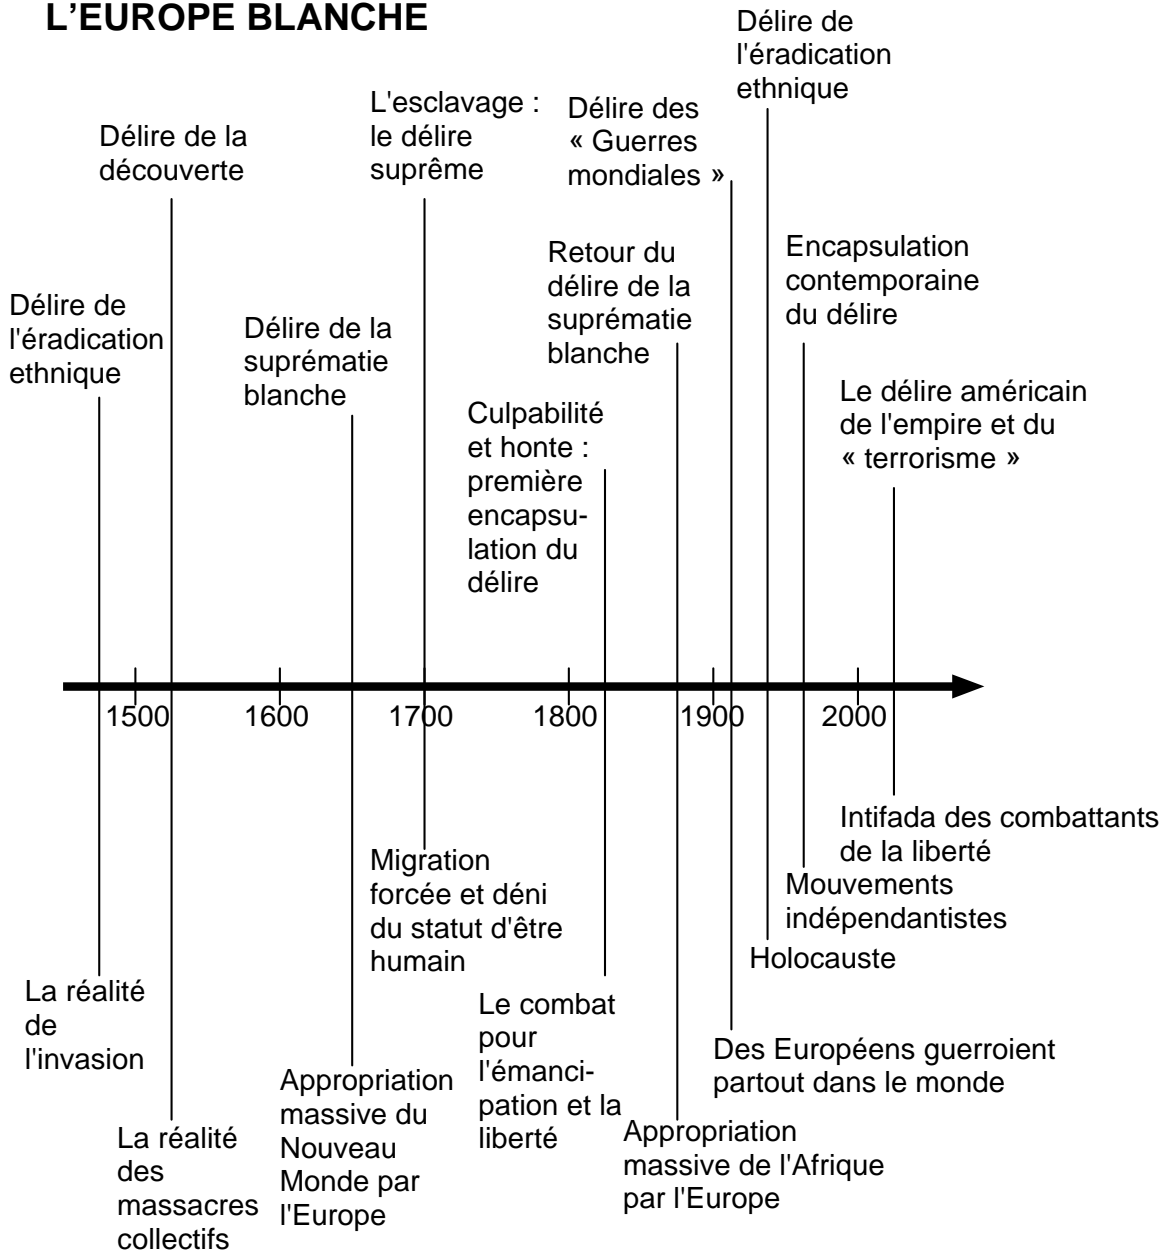 L'EUROPE BLANCHE
Délire de
l'éradication
ethnique
Délire de la
découverte
Délire de la
suprématie
blanche
L'esclavage :
le délire
suprême
Culpabilité
et honte :
première
encapsu-
lation du
délire
Retour du
délire de la
suprématie
blanche
Délire des
« Guerres
mondiales »
Délire de
l'éradication
ethnique
Encapsulation
contemporaine
du délire
Le délire américain
de l'empire et du
« terrorisme »
1500
1600
1700
1800
1900
2000
La réalité
de
l'invasion
La réalité
des
massacres
collectifs
Appropriation
massive du
Nouveau
Monde par
l'Europe
Migration
forcée et déni
du statut d'être
humain
Le combat
pour
l'émanci-
pation et la
liberté
Appropriation
massive de l'Afrique
par l'Europe
Des Européens guerroient
partout dans le monde
Holocauste
Mouvements
indépendantistes
Intifada des combattants
de la liberté